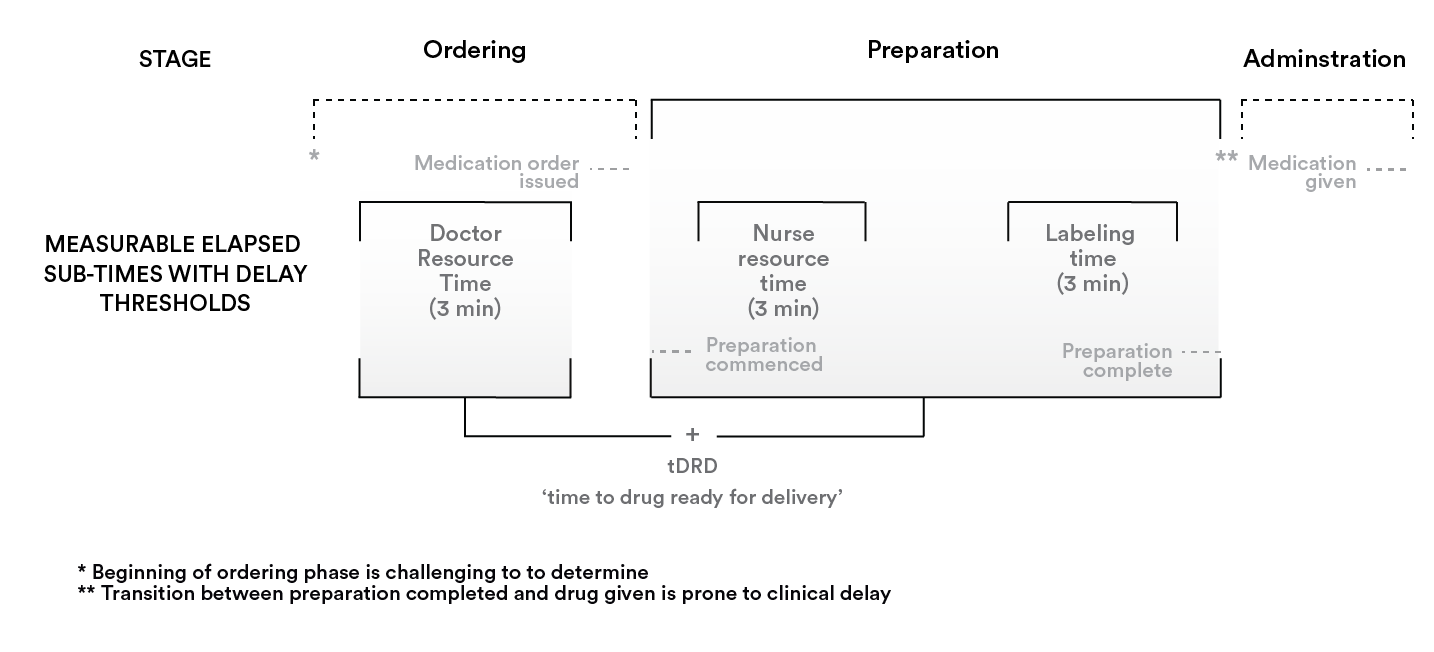 STAGE
Ordering
Preparation
Adminstration
*
Medication order
issued
**
Medication
given
MEASURABLE ELAPSED
SUB-TIMES WITH DELAY
THRESHOLDS
Doctor
Resource
Time
(3 min)
Nurse
resource
time
(3 min)
Labeling
time
(3 min)
Preparation
commenced
Preparation
complete
+
tDRD
‘time to drug ready for delivery’
* Beginning of ordering phase is challenging to to determine
** Transition between preparation completed and drug given is prone to clinical delay